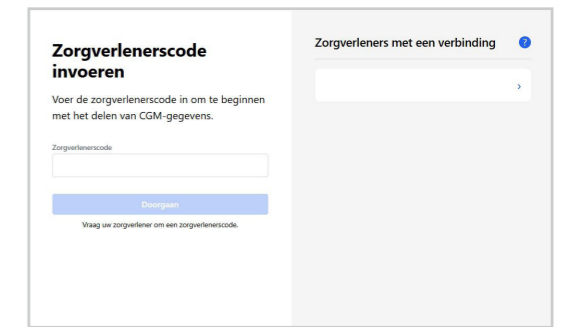 Zorgverlenerscode
invoeren
Voer de zorgverlenerscode in om te beginnen
met het delen van CGM-gegevens.
Zorgverlenerscode
Doorgaan
Vraag uw zorgverlener om een zorgverlenerscode.
Zorgverleners met een verbinding
?